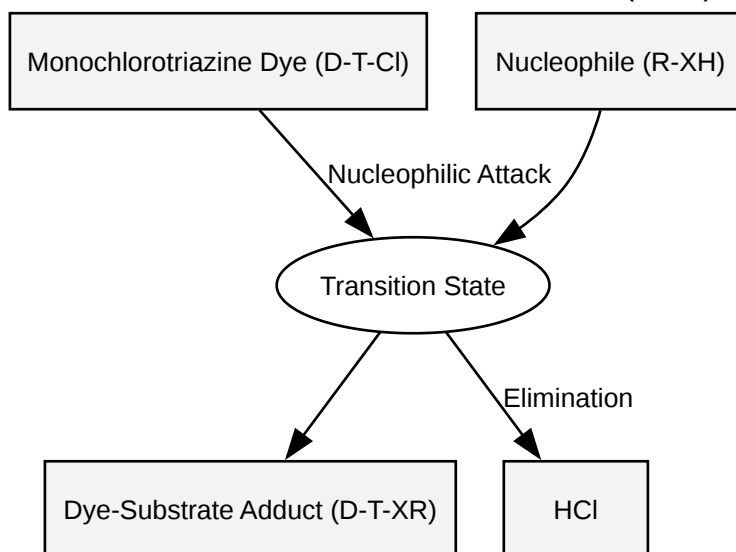 Monochlorotriazine Dye (D-T-Cl)
Nucleophile (R-XH)
Nucleophilic Attack
Transition State
Elimination
Dye-Substrate Adduct (D-T-XR)
HCl